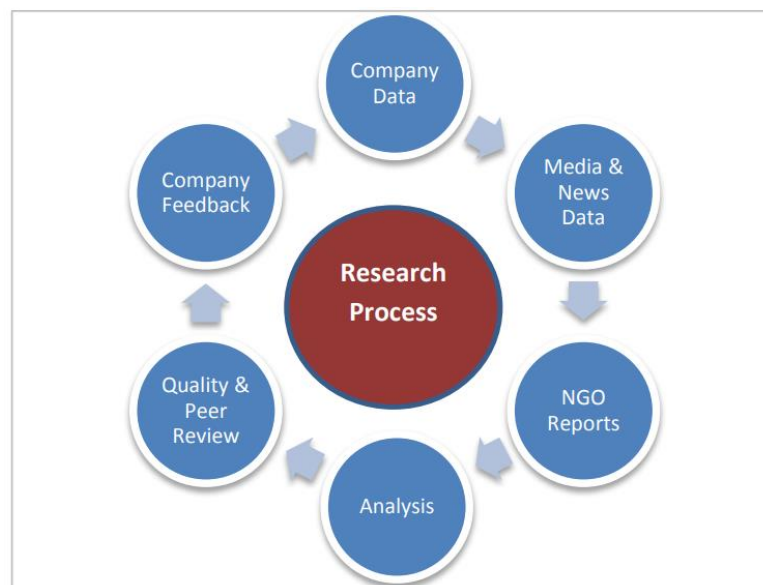 Company
Data
Media &
News
Data
NGO
Reports
Analysis
Quality &
Peer
Review
Company
Feedback
Research
Process